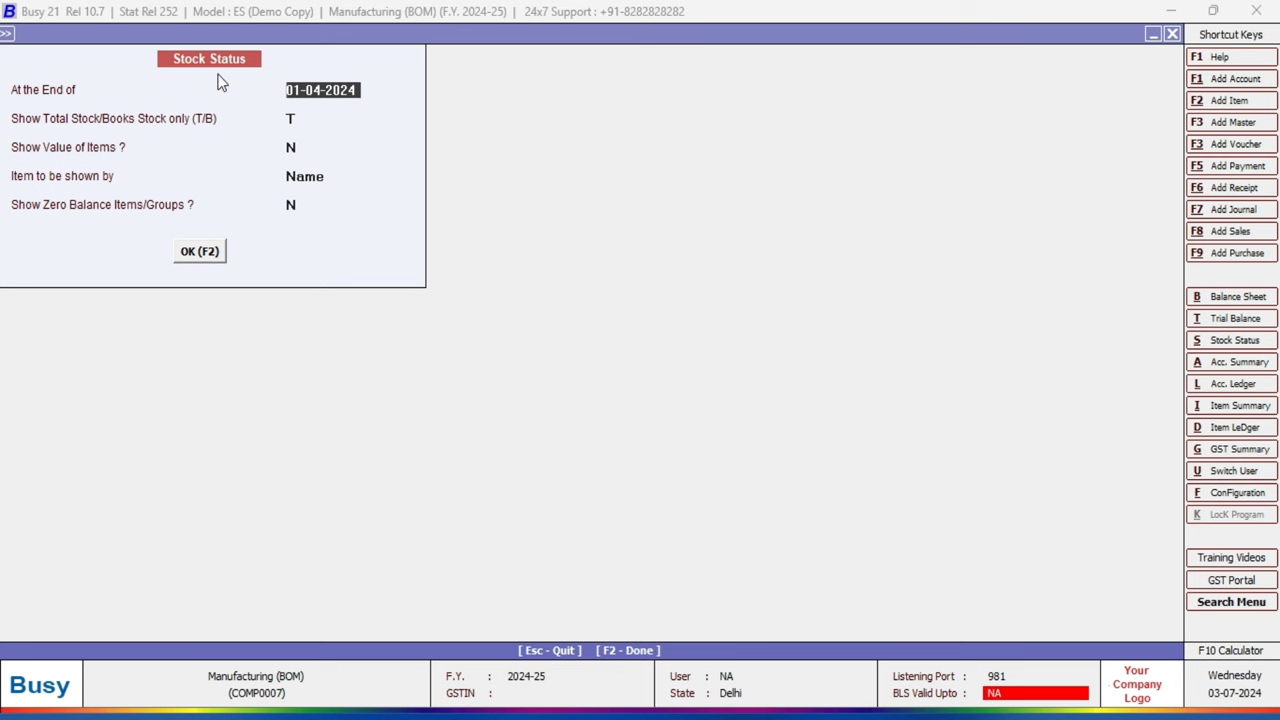 Busy 21 Rel 10.7 | Stat Rel 252 | Model : ES (Demo Copy) | Manufacturing (BOM) (F.Y. 2024-25) | 24x7 Support : +91-8282828282
>>
Shortcut Keys
Stock Status
At the End of 01-04-2024
Show Total Stock/Books Stock only (T/B) T
Show Value of Items ? N
Item to be shown by Name
Show Zero Balance Items/Groups ? N
OK (F2)
F1 Help
F1 Add Account
F2 Add Item
F3 Add Master
F3 Add Voucher
F5 Add Payment
F6 Add Receipt
F7 Add Journal
F8 Add Sales
F9 Add Purchase
B Balance Sheet
T Trial Balance
S Stock Status
A Acc. Summary
L Acc. Ledger
I Item Summary
D Item LeDger
G GST Summary
U Switch User
F ConFiguration
K LocK Program
Training Videos
GST Portal
Search Menu
[ Esc - Quit ] [ F2 - Done ]
F10 Calculator
Busy
Manufacturing (BOM)
(COMP0007)
F.Y. : 2024-25
GSTIN :
User : NA
State : Delhi
Listening Port : 981
BLS Valid Upto : NA
Your
Company
Logo
Wednesday
03-07-2024